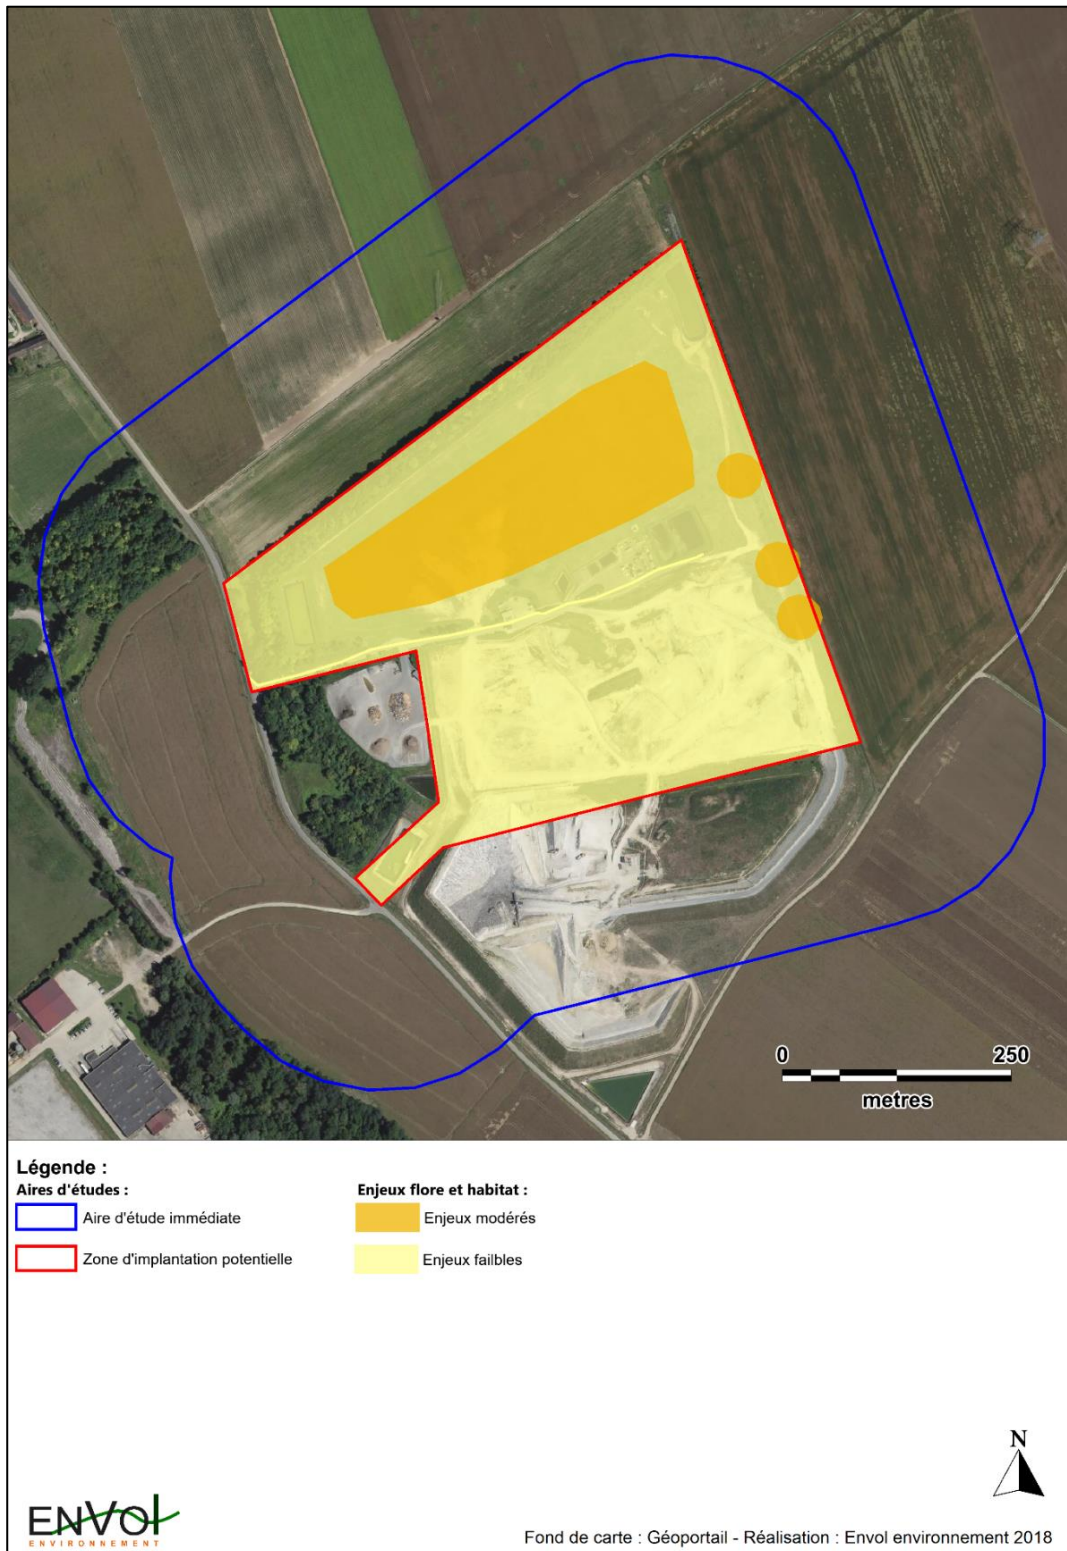 0 250
metres
Légende :
Aires d'études :
Aire d'étude immédiate
Zone d'implantation potentielle
Enjeux flore et habitat :
Enjeux modérés
Enjeux failbles
N
ENVOl
ENVIRONNEMENT
Fond de carte : Géoportail - Réalisation : Envol environnement 2018